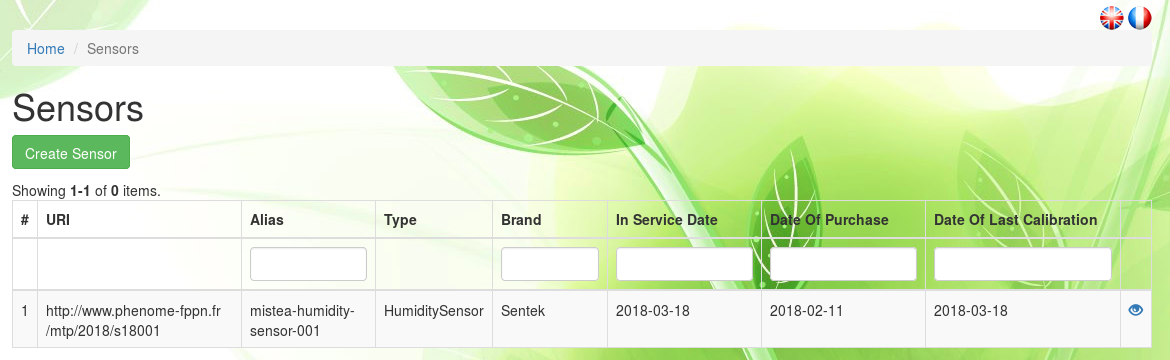 Home / Sensors
Sensors
Create Sensor
Showing 1-1 of 0 items.
# URI Alias Type Brand In Service Date Date Of Purchase Date Of Last Calibration
1 http://www.phenome-fppn.fr mistea-humidity- HumiditySensor Sentek 2018-03-18 2018-02-11 2018-03-18
/mtp/2018/s18001 sensor-001